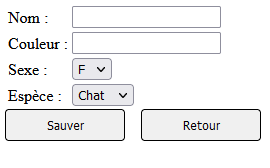 Nom :
Couleur :
Sexe : F
Espèce : Chat
Sauver Retour